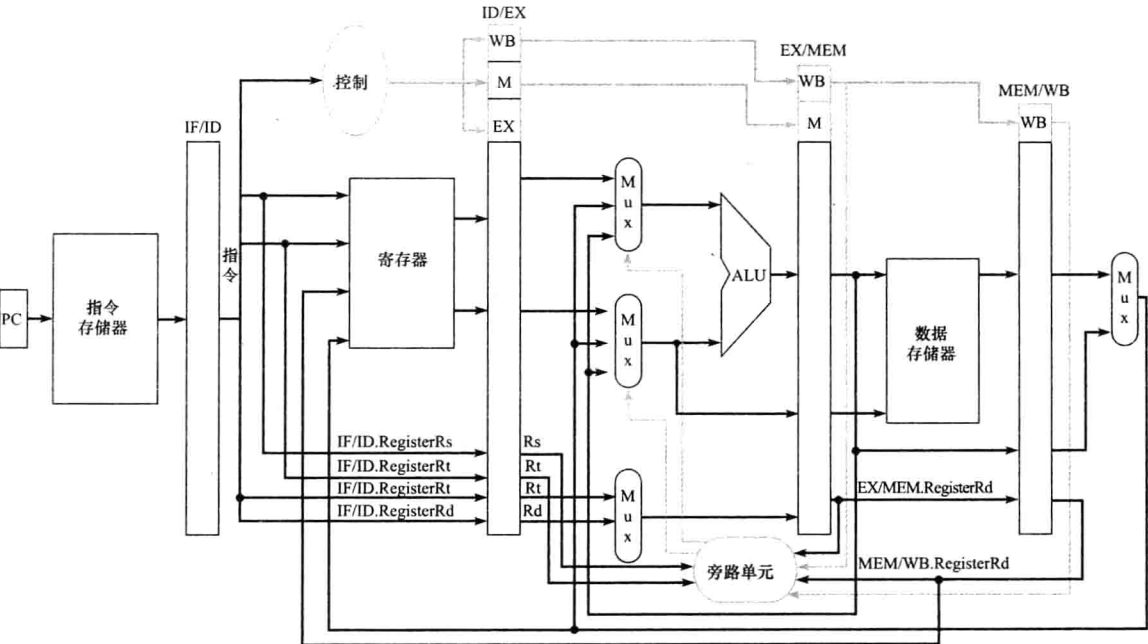 ID/EX
WB
M
EX
EX/MEM
WB
M
MEM/WB
WB
控制
IF/ID
PC
指令
存储器
指
令
寄存器
M
u
x
M
u
x
ALU
数据
存储器
M
u
x
IF/ID.RegisterRs
IF/ID.RegisterRt
IF/ID.RegisterRt
IF/ID.RegisterRd
Rs
Rt
Rt
Rd
M
u
x
EX/MEM.RegisterRd
旁路单元
MEM/WB.RegisterRd